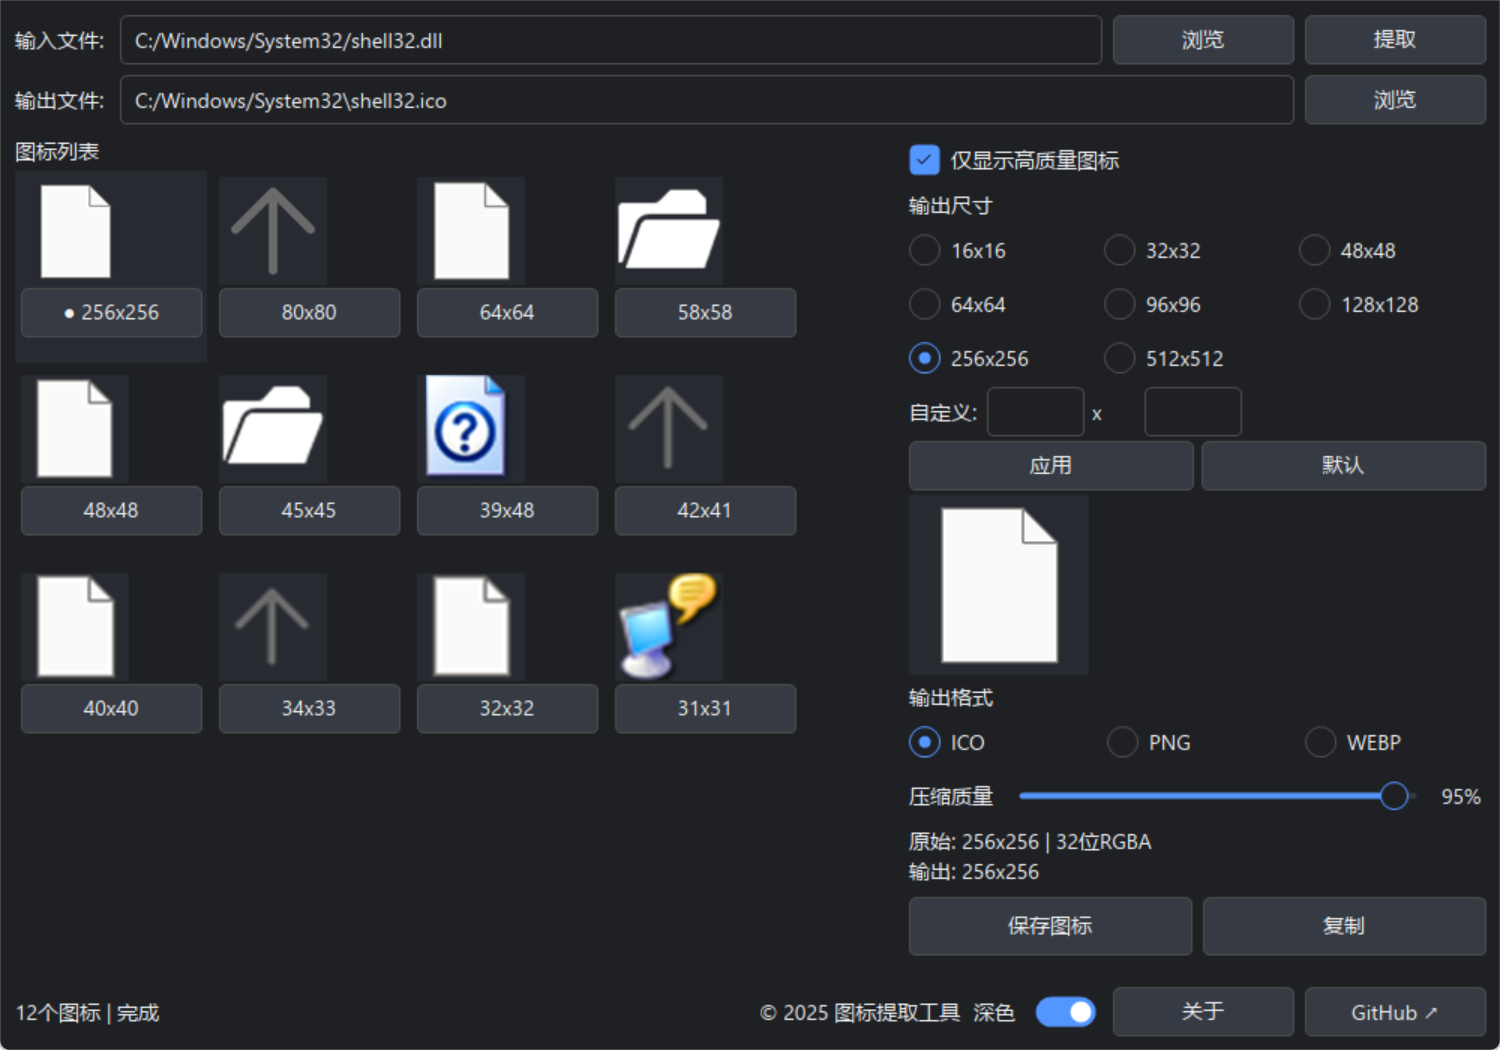 输入文件: C:/Windows/System32/shell32.dll 浏览 提取
输出文件: C:/Windows/System32\shell32.ico 浏览
图标列表
● 256x256 80x80 64x64 58x58
48x48 45x45 39x48 42x41
40x40 34x33 32x32 31x31
仅显示高质量图标
输出尺寸
16x16 32x32 48x48
64x64 96x96 128x128
256x256 512x512
自定义: x
应用 默认
输出格式
ICO PNG WEBP
压缩质量 95%
原始: 256x256 | 32位RGBA
输出: 256x256
保存图标 复制
12个图标 | 完成 © 2025 图标提取工具 深色 关于 GitHub ↗